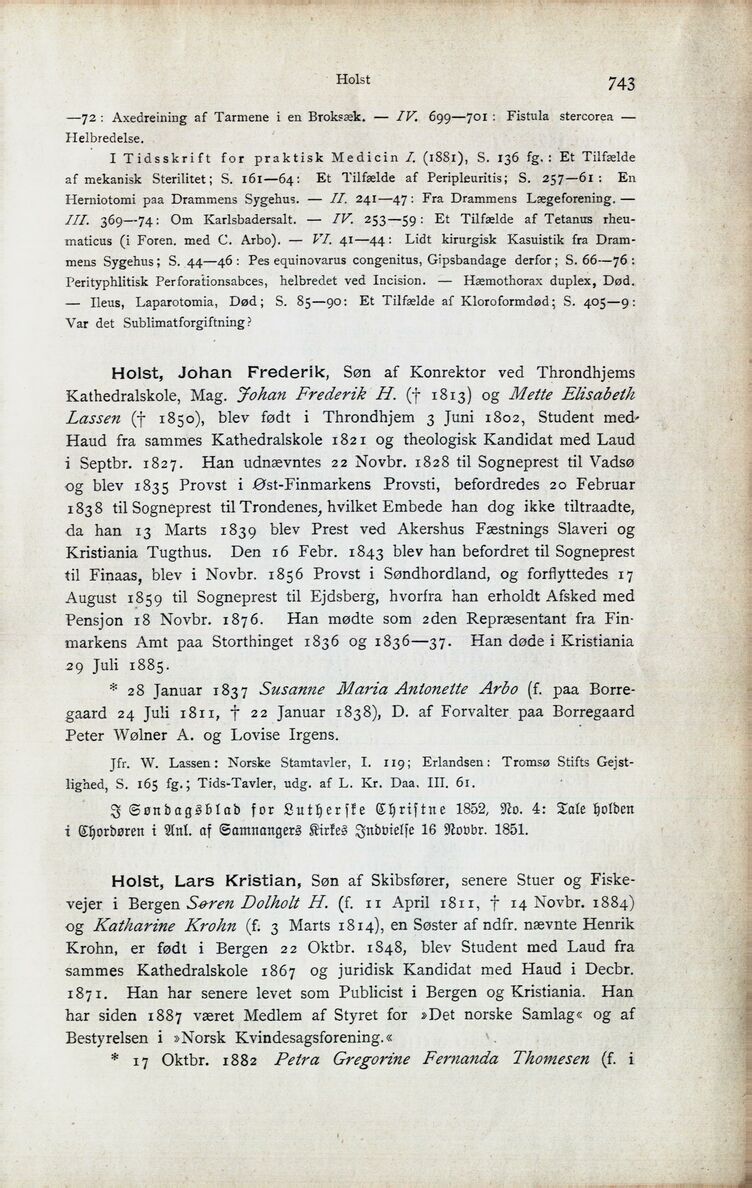 Holst 743
—72 : Axedreining af Tarmene i en Broksæk. — IV. 699—701 : Fistula stercorea —
Helbredelse.
I Tidsskrift for praktisk Medicin I. (1881), S. 136 fg. : Et Tilfælde
af mekanisk Sterilitet; S. 161—64: Et Tilfælde af Peripleuritis; S. 257—61 : En
Herniotomi paa Drammens Sygehus. — II. 241—47 : Fra Drammens Lægeforening. —
III. 369—74: Om Karlsbadersalt. — IV. 253—59: Et Tilfælde af Tetanus rheu-
maticus (i Foren. med C. Arbo). — VI. 41—44 : Lidt kirurgisk Kasuistik fra Dram-
mens Sygehus; S. 44—46 : Pes equinovarus congenitus, Gipsbandage derfor; S. 66—76 :
Perityphlitisk Perforationsabces, helbredet ved Incision. — Hæmothorax duplex, Død.
— Ileus, Laparotomia, Død; S. 85—90: Et Tilfælde af Kloroformdød; S. 405—9:
Var det Sublimatforgiftning?
Holst, Johan Frederik, Søn af Konrektor ved Throndhjems
Kathedralskole, Mag. Johan Frederik H. († 1813) og Mette Elisabeth
Lassen († 1850), blev født i Throndhjem 3 Juni 1802, Student med
Haud fra sammes Kathedralskole 1821 og theologisk Kandidat med Laud
i Septbr. 1827. Han udnævntes 22 Novbr. 1828 til Sogneprest til Vadsø
og blev 1835 Provst i Øst-Finmarkens Provsti, befordredes 20 Februar
1838 til Sogneprest til Trondenes, hvilket Embede han dog ikke tiltraadte,
da han 13 Marts 1839 blev Prest ved Akershus Fæstnings Slaveri og
Kristiania Tugthus. Den 16 Febr. 1843 blev han befordret til Sogneprest
til Finaas, blev i Novbr. 1856 Provst i Søndhordland, og forflyttedes 17
August 1859 til Sogneprest til Ejdsberg, hvorfra han erholdt Afsked med
Pensjon 18 Novbr. 1876. Han mødte som 2den Repræsentant fra Fin-
markens Amt paa Storthinget 1836 og 1836—37. Han døde i Kristiania
29 Juli 1885.
* 28 Januar 1837 Susanne Maria Antonette Arbo (f. paa Borre-
gaard 24 Juli 1811, † 22 Januar 1838), D. af Forvalter paa Borregaard
Peter Wølner A. og Lovise Irgens.
Jfr. W. Lassen: Norske Stamtavler, I. 119; Erlandsen: Tromsø Stifts Gejst-
lighed, S. 165 fg.; Tids-Tavler, udg. af L. Kr. Daa. III. 61.
I Søndagsblad for Lutherske Christne 1852, No. 4: Tale holden
i Chordøren i Anl. af Samnangers Kirkes Indvielse 16 Novbr. 1851.
Holst, Lars Kristian, Søn af Skibsfører, senere Stuer og Fiske-
vejer i Bergen Søren Dolholt H. (f. 11 April 1811, † 14 Novbr. 1884)
og Katharine Krohn (f. 3 Marts 1814), en Søster af ndfr. nævnte Henrik
Krohn, er født i Bergen 22 Oktbr. 1848, blev Student med Laud fra
sammes Kathedralskole 1867 og juridisk Kandidat med Haud i Decbr.
1871. Han har senere levet som Publicist i Bergen og Kristiania. Han
har siden 1887 været Medlem af Styret for »Det norske Samlag« og af
Bestyrelsen i »Norsk Kvindesagsforening.«
* 17 Oktbr. 1882 Petra Gregorine Fernanda Thomesen (f. i